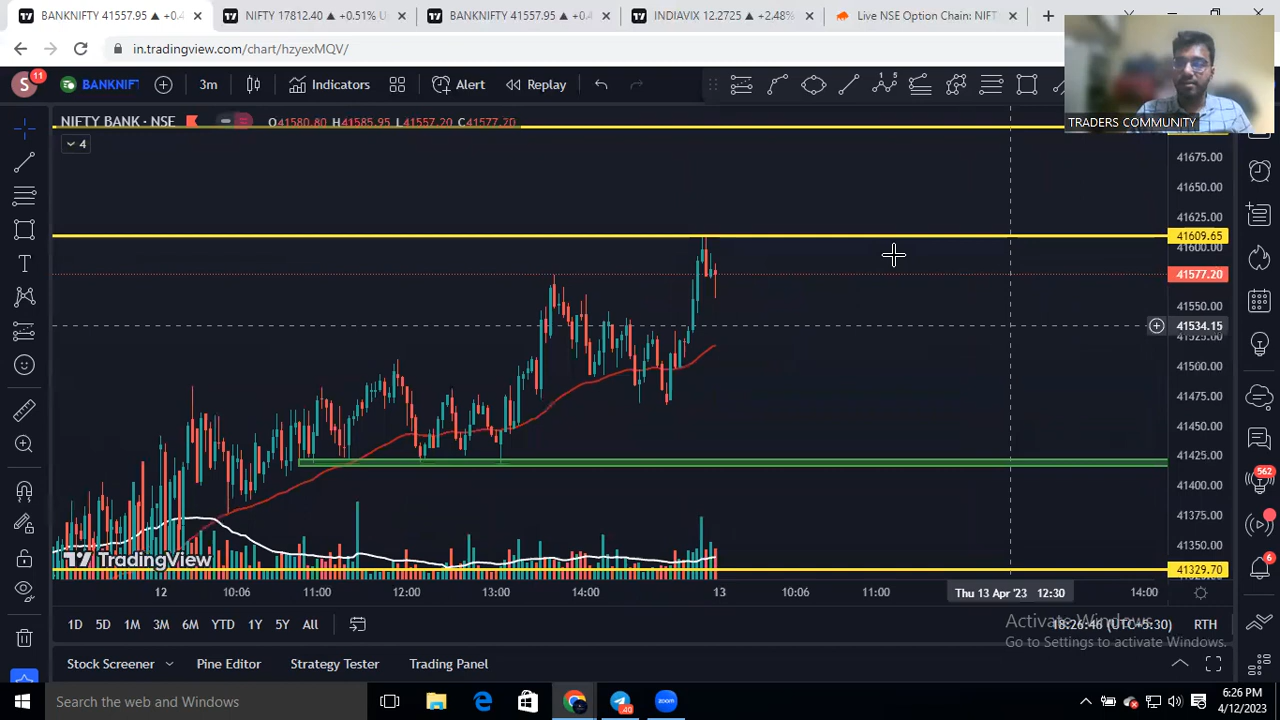 BANKNIFTY 41557.95 ▲ +0.4
NIFTY 17812.40 ▲ +0.51% U
BANKNIFTY 41557.95 ▲ +0.4
INDIAVIX 12.2725 ▲ +2.48%
Live NSE Option Chain: NIFT
in.tradingview.com/chart/hzyexMQV/
S 11
BANKNIFT
3m
Indicators
Alert
Replay
TRADERS COMMUNITY
NIFTY BANK · NSE
O41580.80 H41585.95 L41557.20 C41577.20
4
41675.00
41650.00
41625.00
41609.65
41600.00
41577.20
41550.00
41534.15
41525.00
41500.00
41475.00
41450.00
41425.00
41400.00
41375.00
41350.00
41329.70
562
6
TradingView
12 10:06 11:00 12:00 13:00 14:00 13 10:06 11:00 Thu 13 Apr '23 12:30 14:00
1D 5D 1M 3M 6M YTD 1Y 5Y All
18:26:46 (UTC+5:30) RTH
Activate Windows
Go to Settings to activate Windows.
Stock Screener
Pine Editor
Strategy Tester
Trading Panel
Search the web and Windows
40
zoom
6:26 PM
4/12/2023